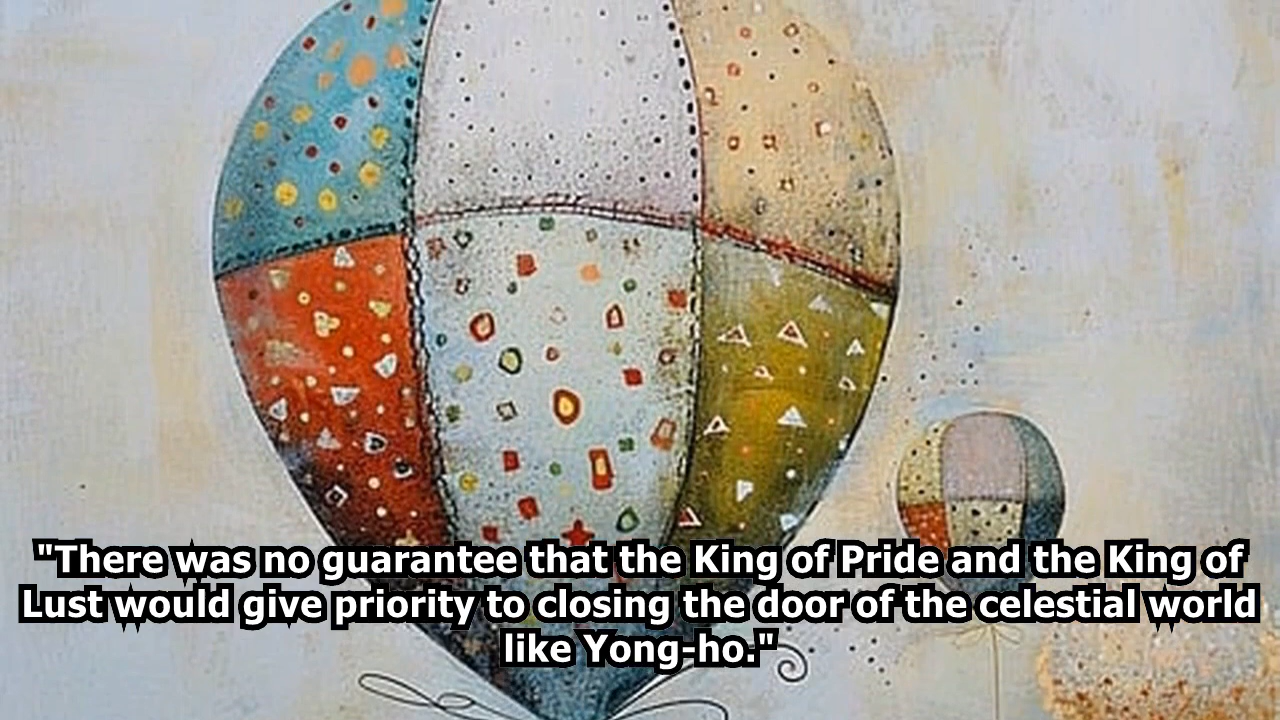 "There was no guarantee that the King of Pride and the King of
Lust would give priority to closing the door of the celestial world
like Yong-ho."